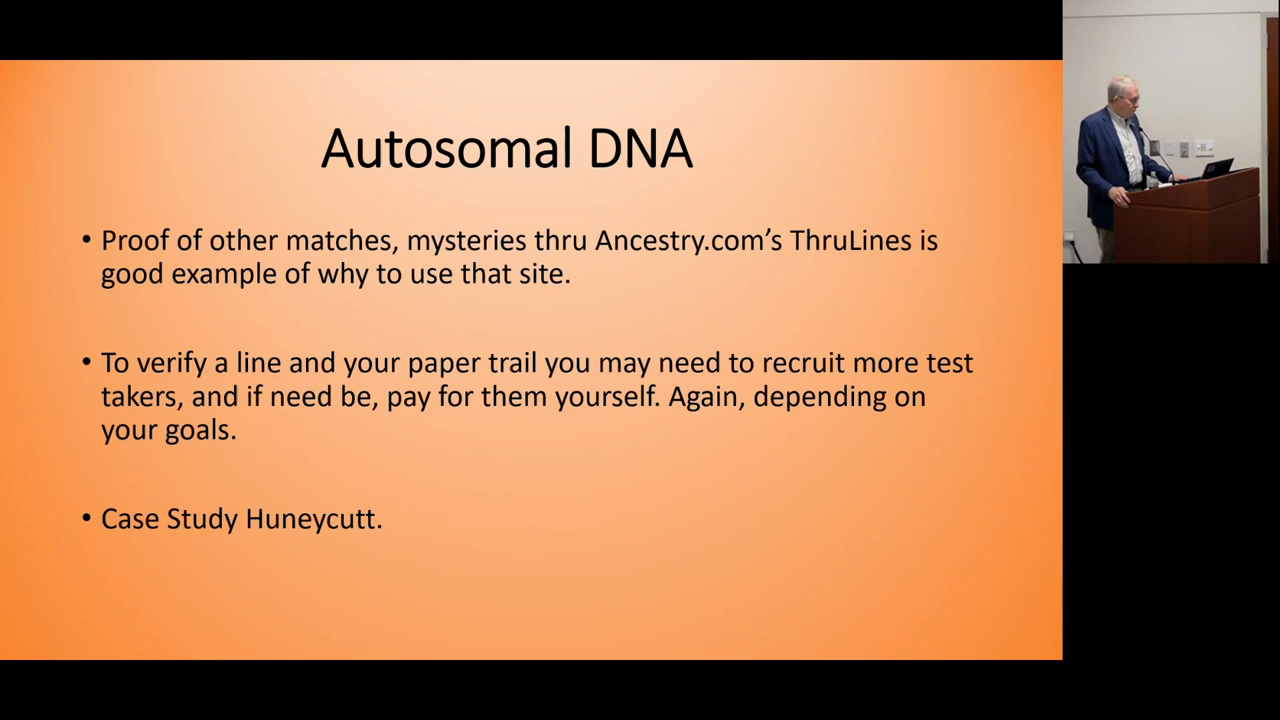 Autosomal DNA
• Proof of other matches, mysteries thru Ancestry.com’s ThruLines is
good example of why to use that site.
• To verify a line and your paper trail you may need to recruit more test
takers, and if need be, pay for them yourself. Again, depending on
your goals.
• Case Study Huneycutt.